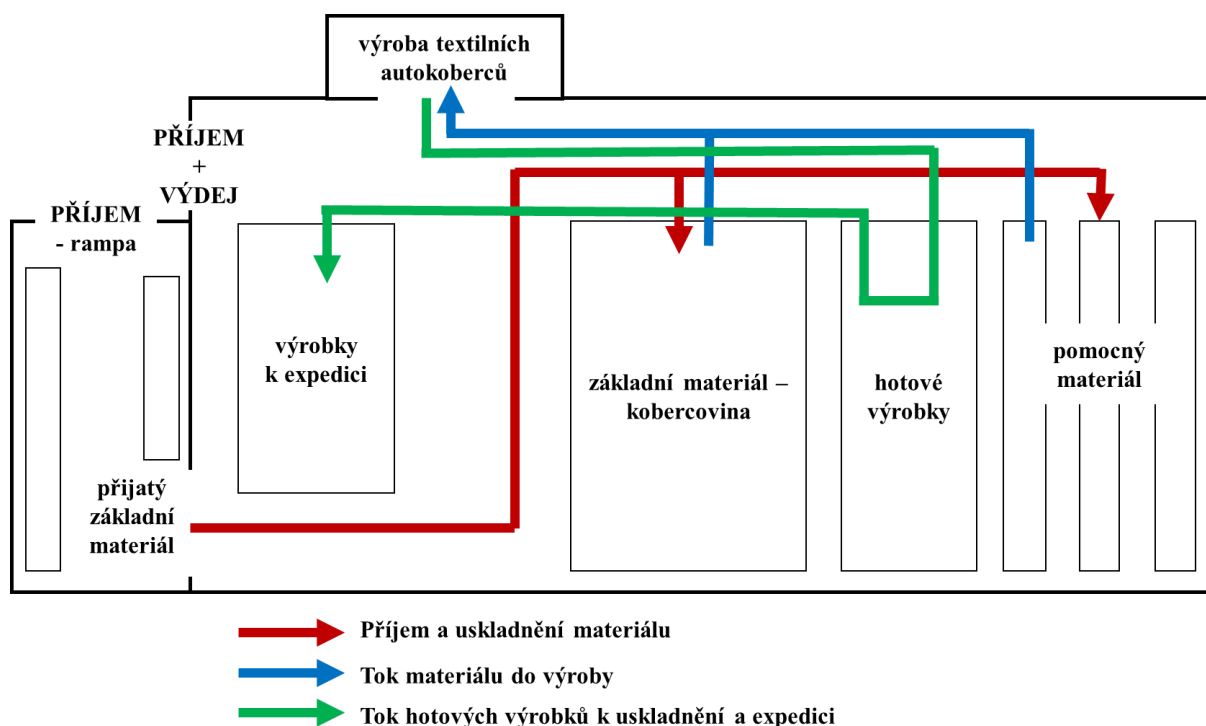 výroba textilních
autokoberců
PŘÍJEM
+
VÝDEJ
PŘÍJEM
- rampa
výrobky
k expedici
základní materiál –
kobercovina
hotové
výrobky
pomocný
materiál
přijatý
základní
materiál
Příjem a uskladnění materiálu
Tok materiálu do výroby
Tok hotových výrobků k uskladnění a expedici